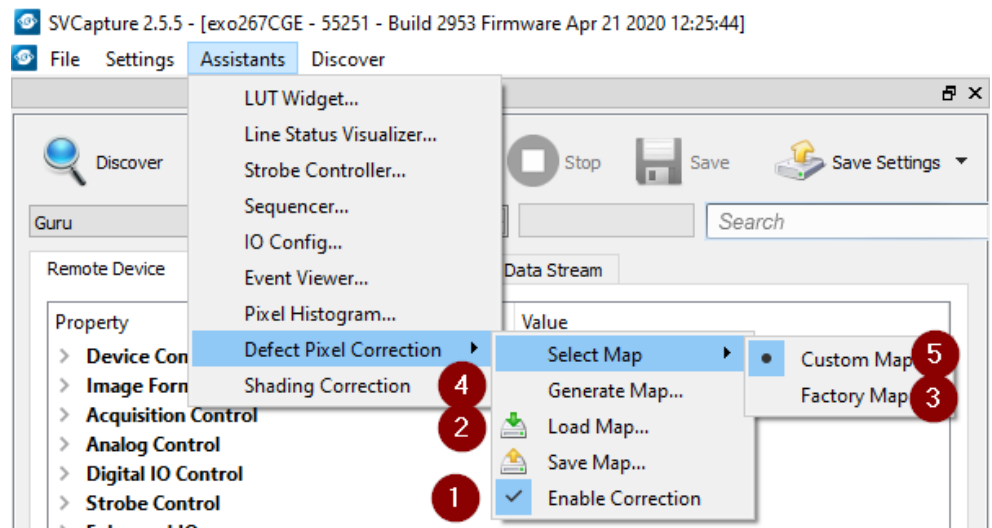 SVCapture 2.5.5 - [exo267CGE - 55251 - Build 2953 Firmware Apr 21 2020 12:25:44]
File Settings Assistants Discover
LUT Widget...
Line Status Visualizer...
Strobe Controller...
Sequencer...
IO Config...
Event Viewer...
Pixel Histogram...
Defect Pixel Correction
Shading Correction
Discover
Stop
Save
Save Settings
Guru
Search
Remote Device
Data Stream
Property
Value
Device Con
Image Form
Acquisition Control
Analog Control
Digital IO Control
Strobe Control
Select Map
Generate Map...
Load Map...
Save Map...
Enable Correction
Custom Map
Factory Map
5
3
4
2
1